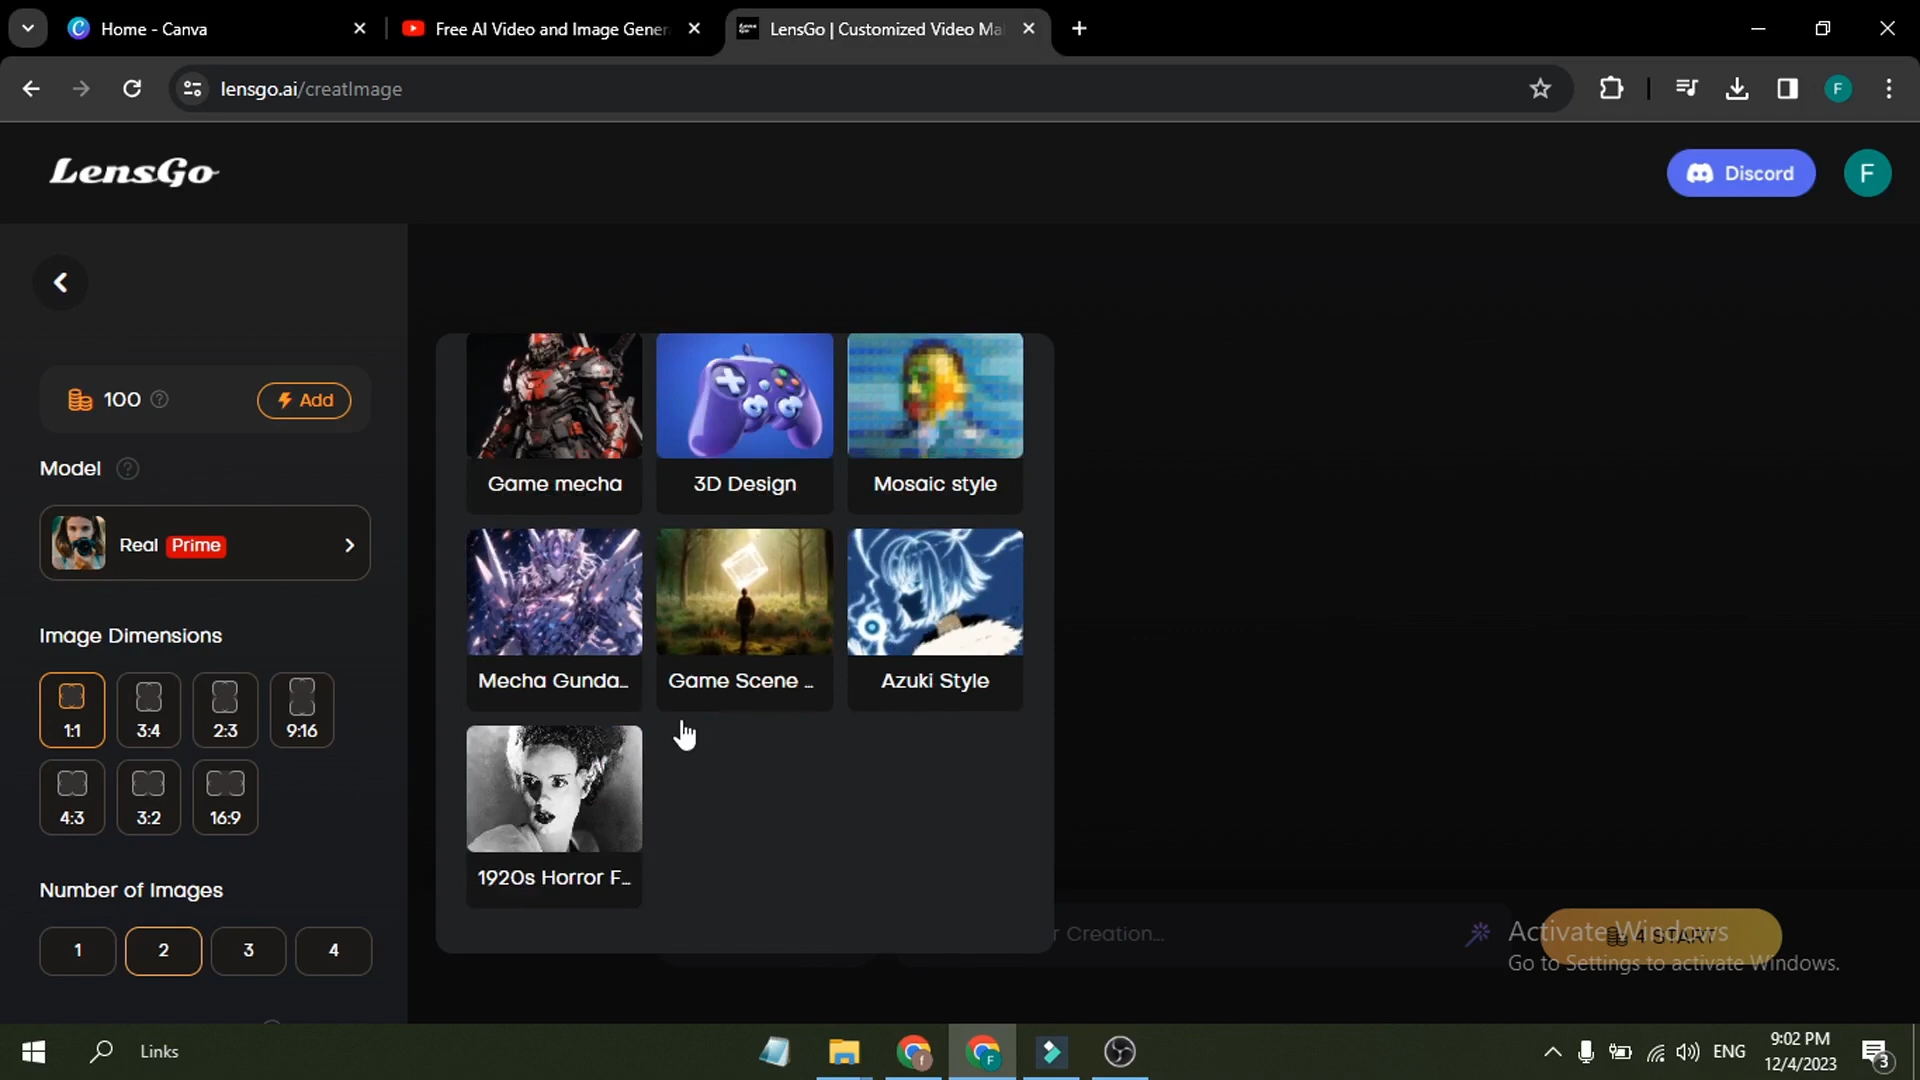 Home - Canva
Free AI Video and Image Gener
LensGo | Customized Video Ma
lensgo.ai/creatImage
F
LensGo
Discord
F
100
Add
Model
Real Prime
Image Dimensions
1:1
3:4
2:3
9:16
4:3
3:2
16:9
Number of Images
1
2
3
4
Game mecha
3D Design
Mosaic style
Mecha Gunda...
Game Scene ...
Azuki Style
1920s Horror F...
r Creation...
4 START
Activate Windows
Go to Settings to activate Windows.
Links
ENG
9:02 PM
12/4/2023
3